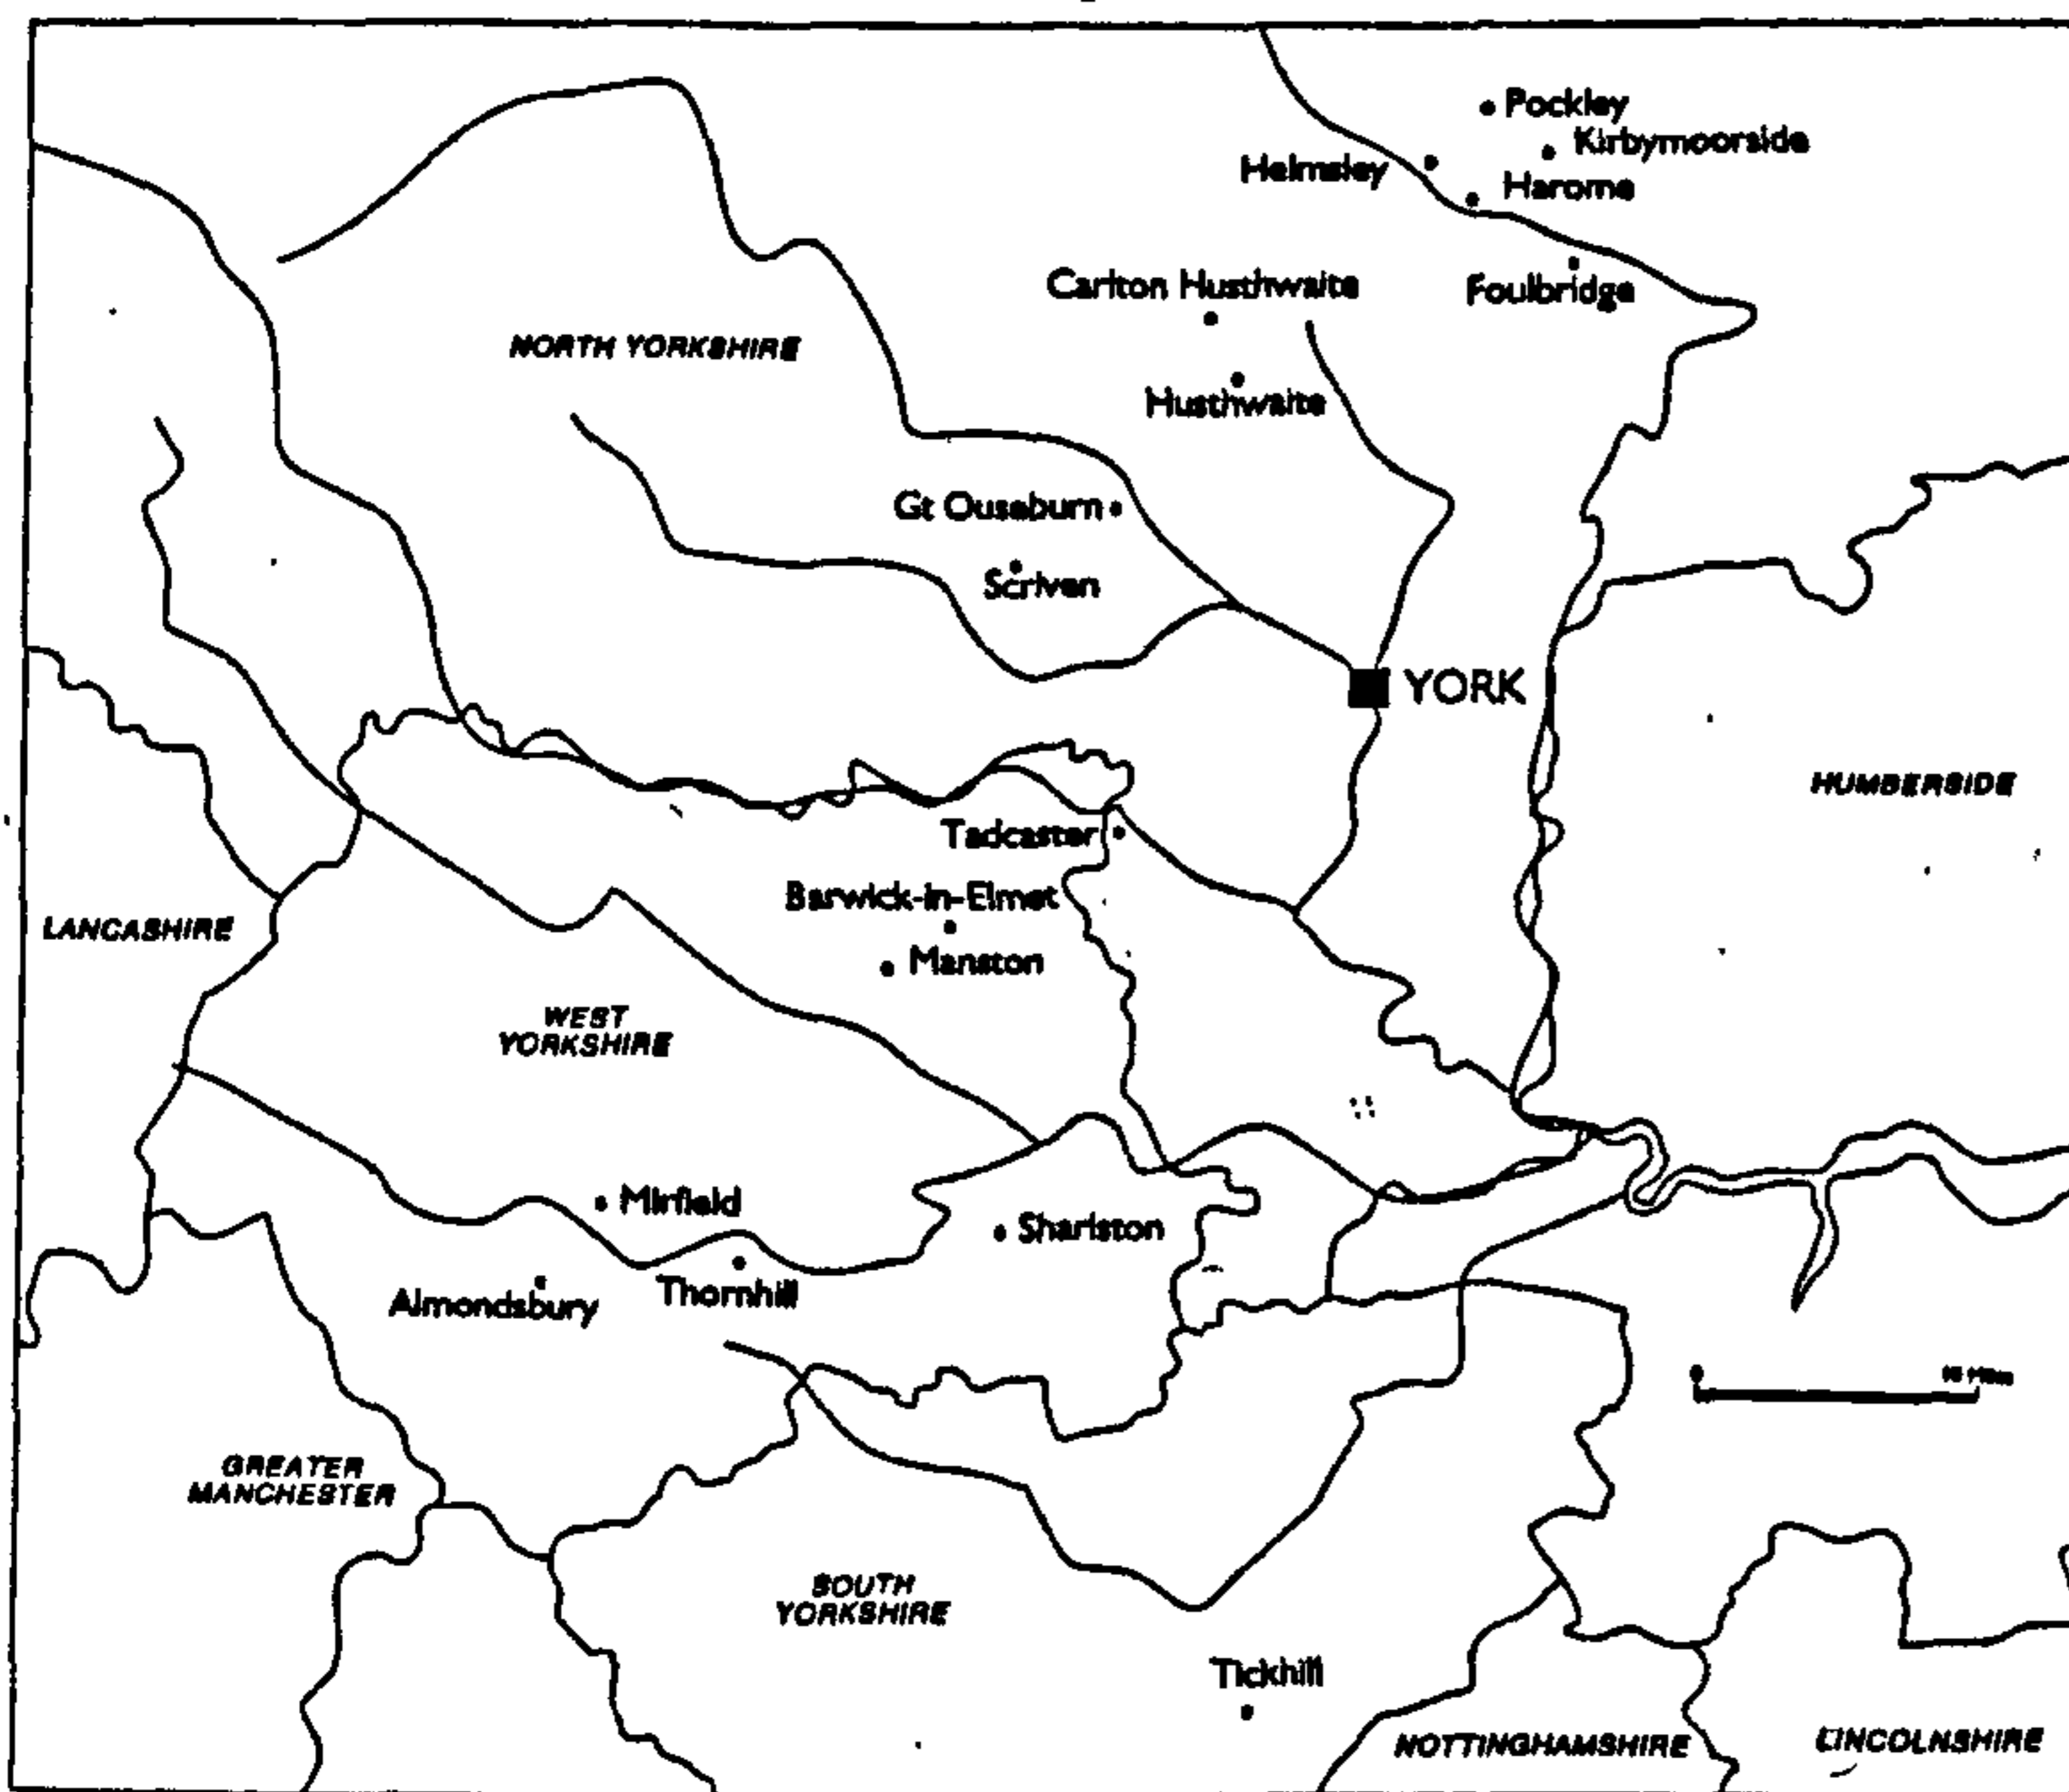 Pockley
Kirbymoorside
Helmsley
Harome
Carlton Husthwaite
Foulbridge
NORTH YORKSHIRE
Husthwaite
Gt Ouseburn
Scriven
YORK
HUMBERSIDE
Tadcaster
Barwick-in-Elmet
LANCASHIRE
Manston
WEST
YORKSHIRE
Mirfield
Sharlston
Almondsbury
Thornhill
0
GREATER
MANCHESTER
SOUTH
YORKSHIRE
Tickhill
NOTTINGHAMSHIRE
LINCOLNSHIRE